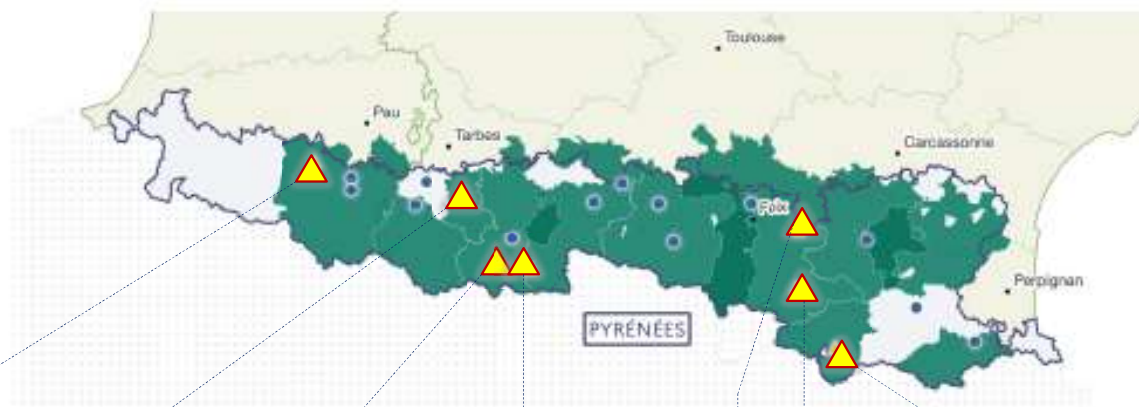 Toulouse
Pau
Tarbes
Carcassonne
Foix
Perpignan
PYRÉNÉES